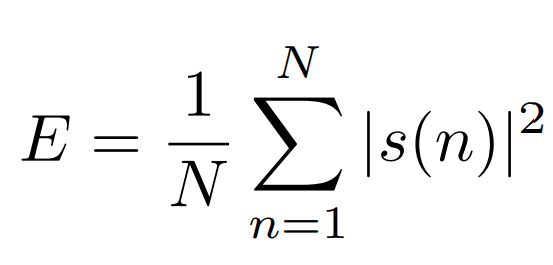 E = \frac{1}{N} \sum_{n=1}^{N} |s(n)|^2